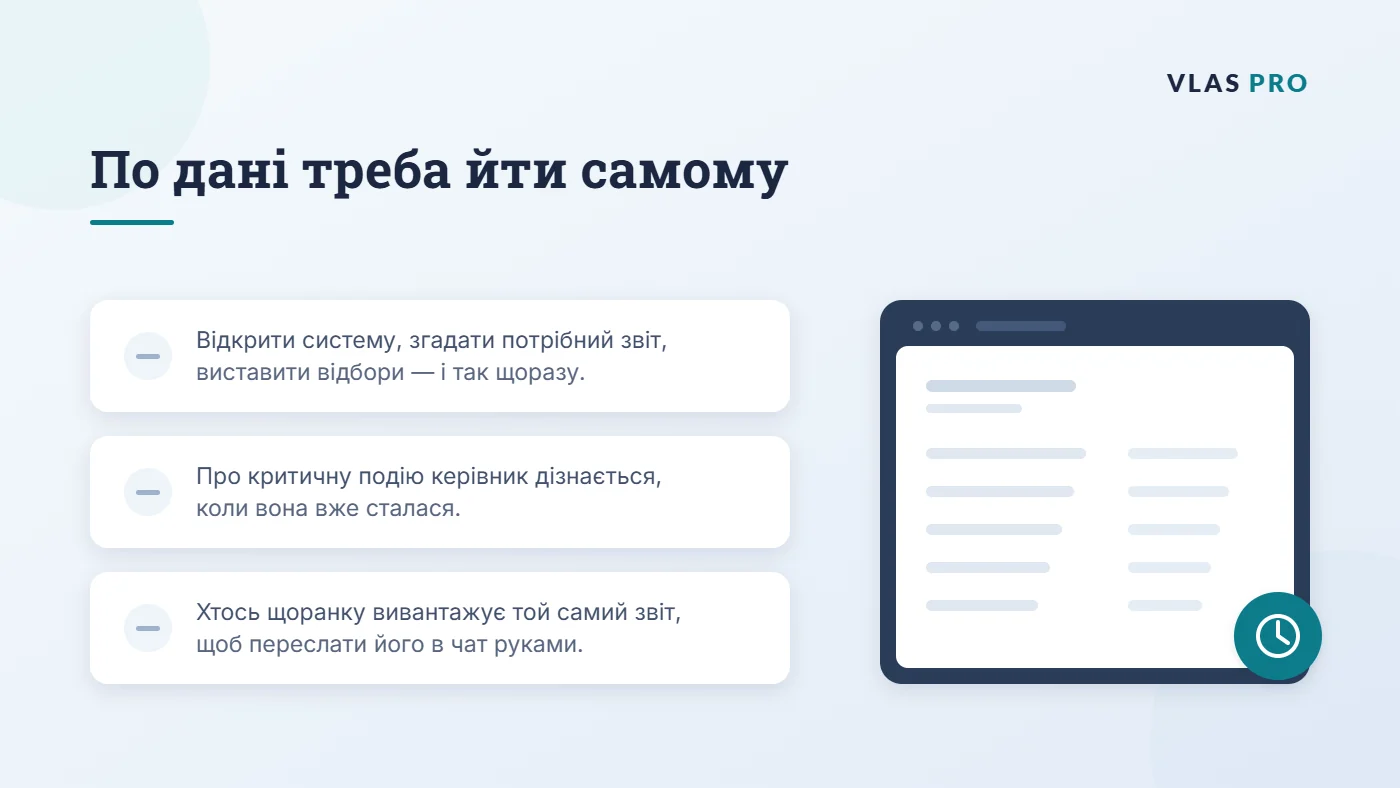 VLAS PRO
По дані треба йти самому
Відкрити систему, згадати потрібний звіт,
виставити відбори — і так щоразу.
Про критичну подію керівник дізнається,
коли вона вже сталася.
Хтось щоранку вивантажує той самий звіт,
щоб переслати його в чат руками.